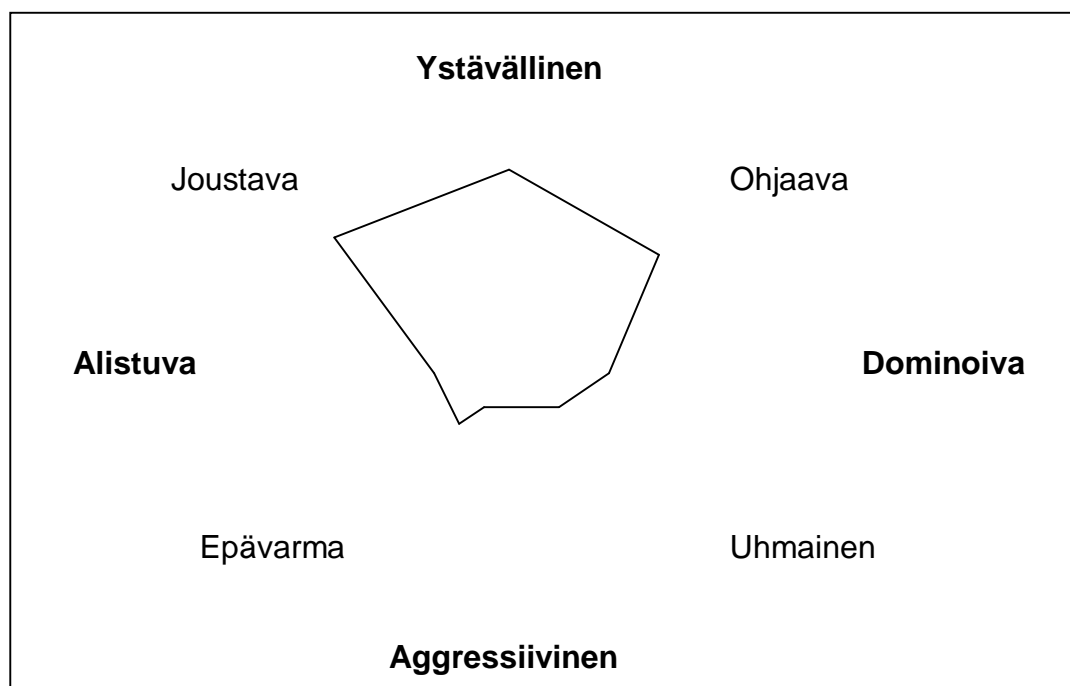 Ystävällinen
Joustava
Ohjaava
Alistuva
Dominoiva
Epävarma
Uhmainen
Aggressiivinen